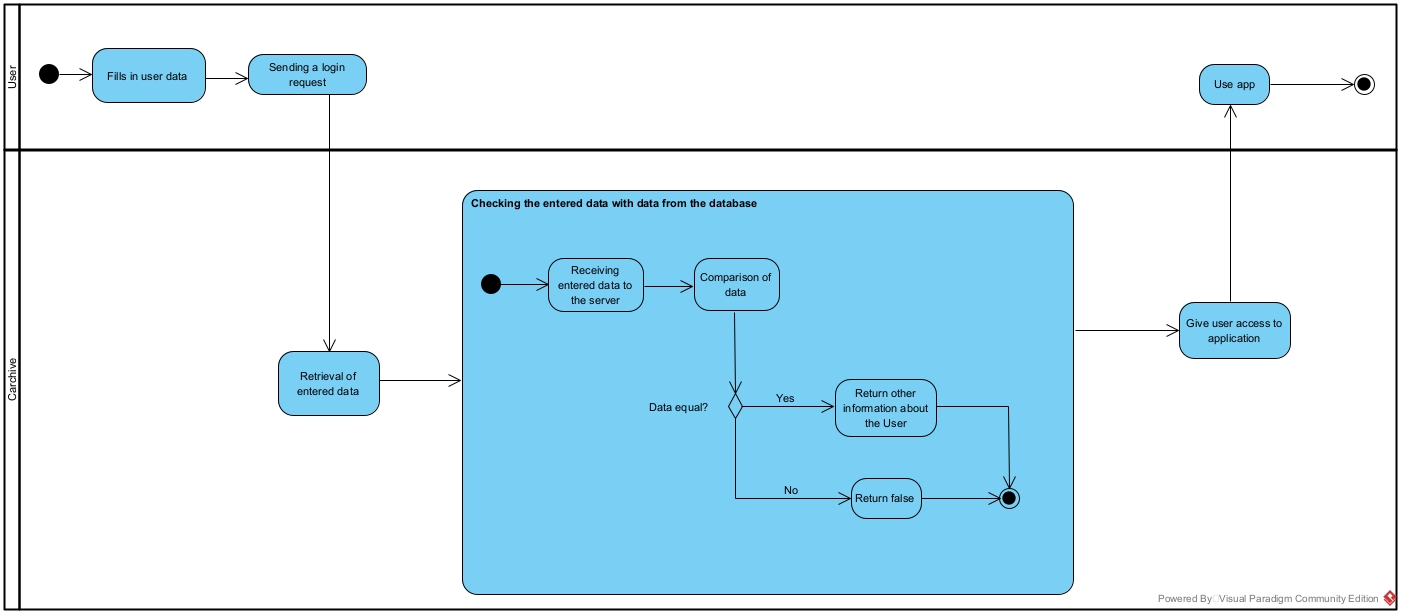 User
Fills in user data
Sending a login
request
Use app
Carchive
Retrieval of
entered data
Checking the entered data with data from the database
Receiving
entered data to
the server
Comparison of
data
Data equal?
Yes
Return other
information about
the User
No
Return false
Give user access to
application
Powered By Visual Paradigm Community Edition